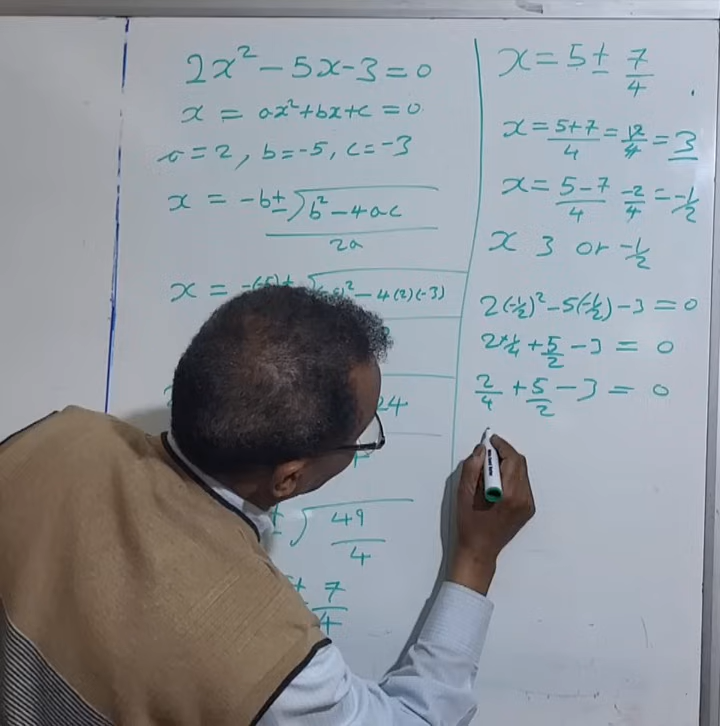 2x² - 5x - 3 = 0
x = ax² + bx + c = 0
a = 2, b = -5, c = -3
x = -b ± √b² - 4ac
2a
x = -(-5) ± √(-5)² - 4(2)(-3)
24
± √49
4
± 7
4
x = 5 ± 7
4
x = 5+7/4 = 12/4 = 3
x = 5-7/4 -2/4 = -1/2
x 3 or -1/2
2(-1/2)² - 5(-1/2) - 3 = 0
2×1/4 + 5/2 - 3 = 0
2/4 + 5/2 - 3 = 0